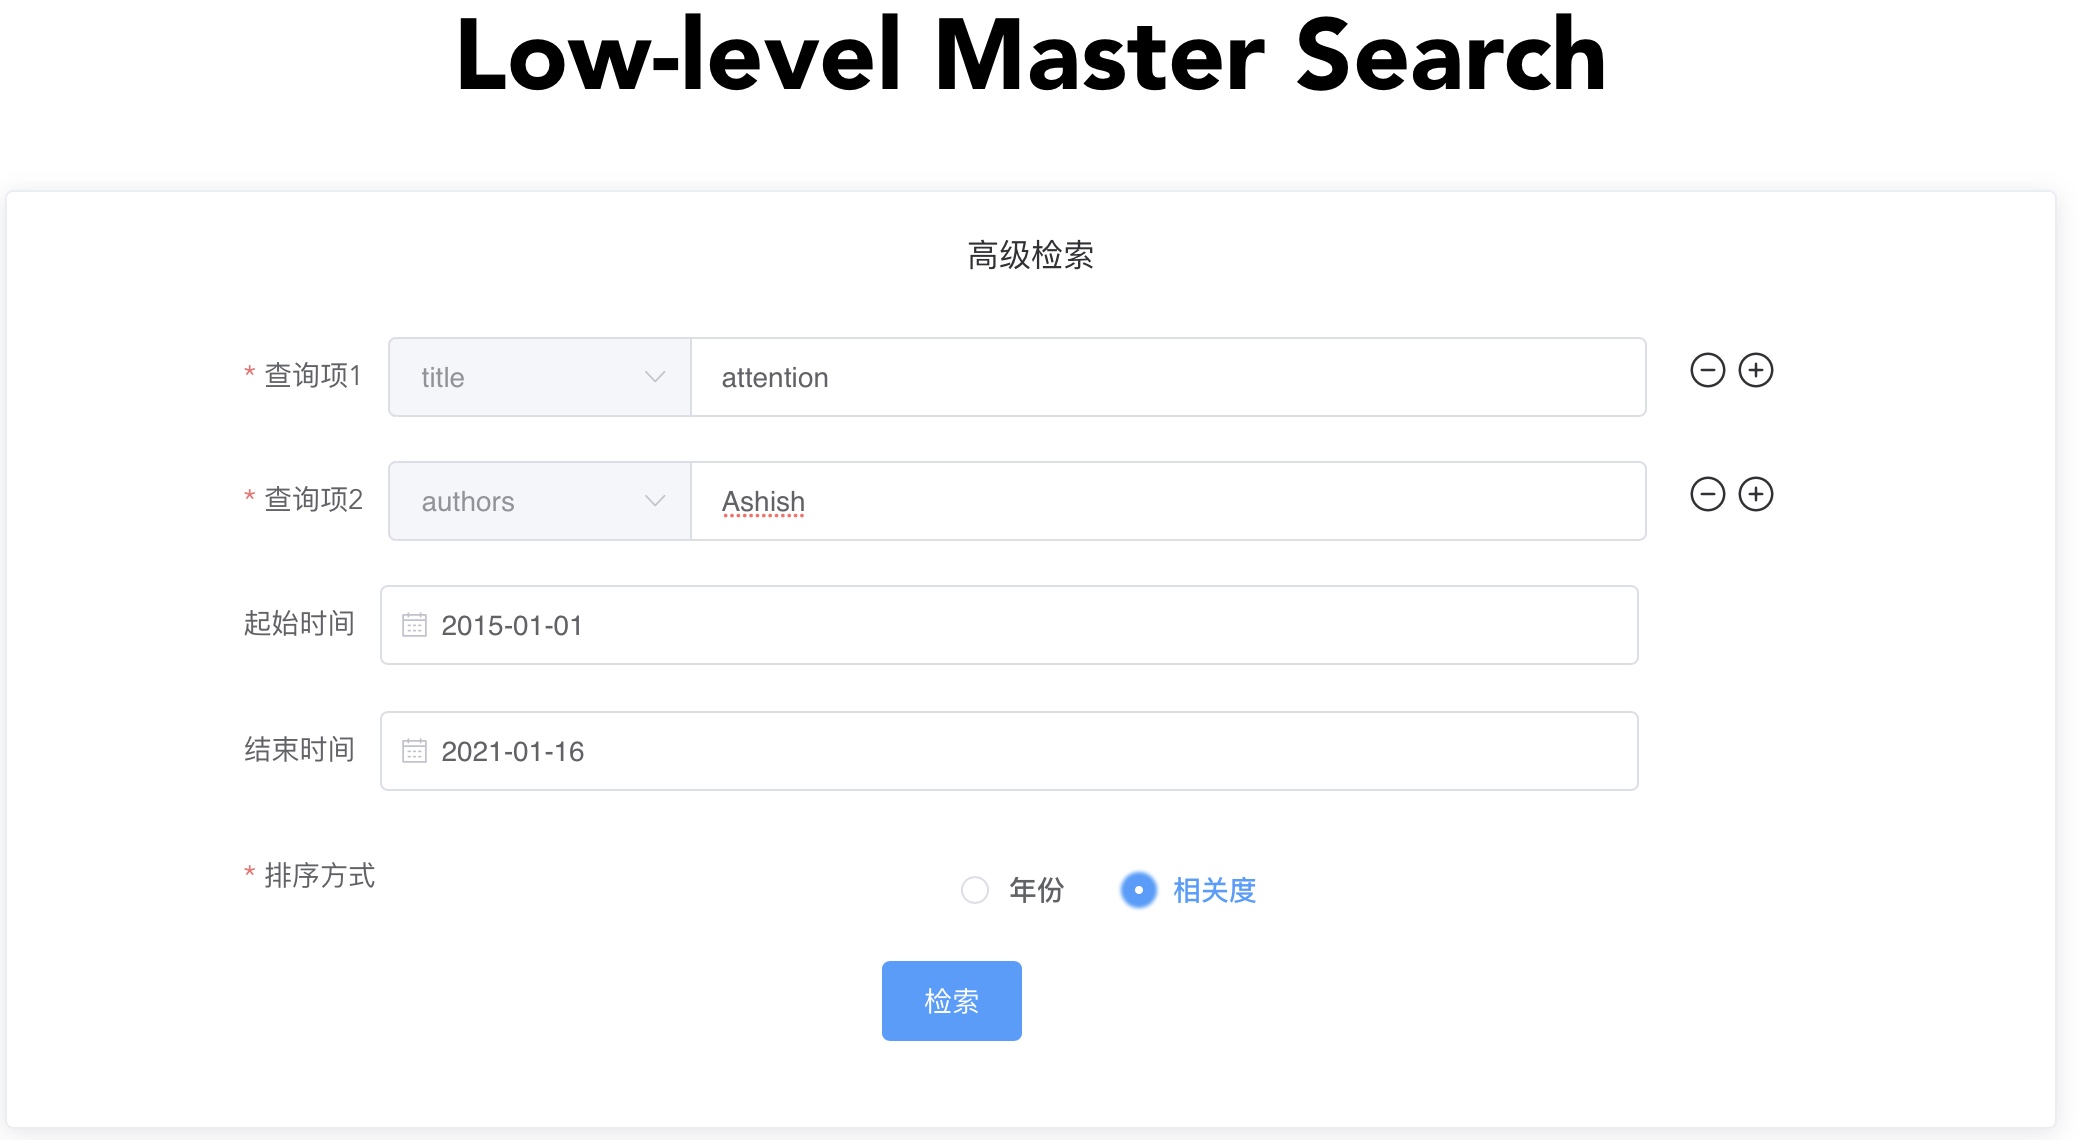 Low-level Master Search
高级检索
* 查询项1 title attention
* 查询项2 authors Ashish
起始时间 2015-01-01
结束时间 2021-01-16
* 排序方式 年份 相关度
检索